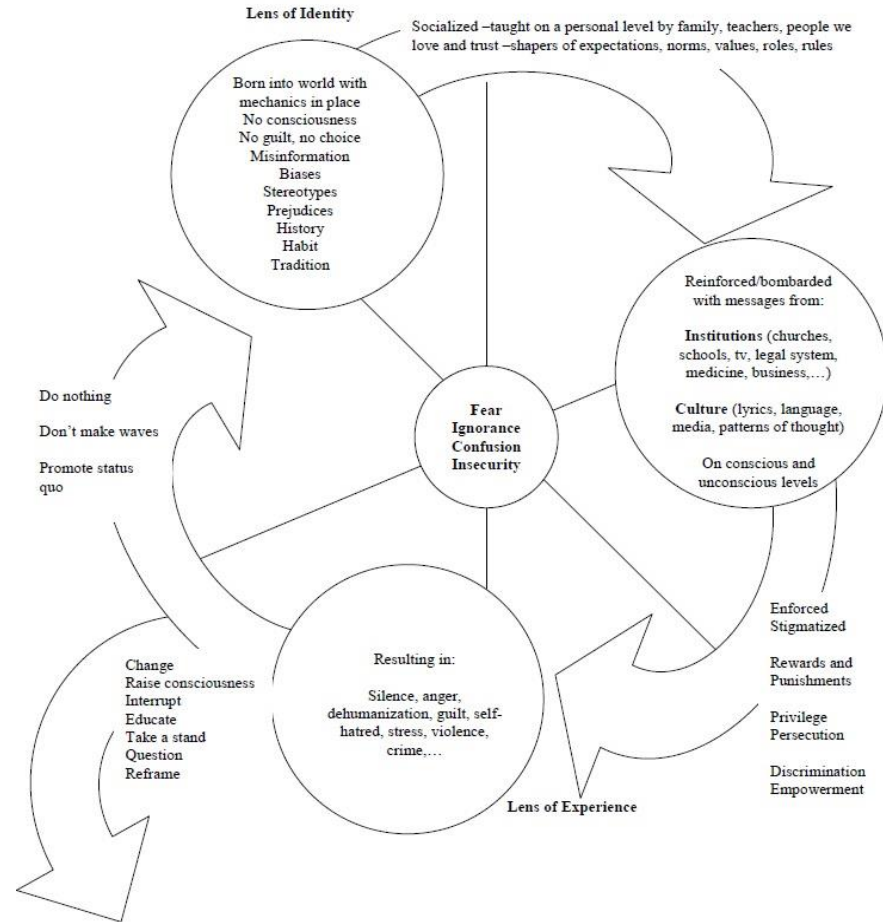 Lens of Identity
Socialized –taught on a personal level by family, teachers, people we
love and trust –shapers of expectations, norms, values, roles, rules
Born into world with
mechanics in place
No consciousness
No guilt, no choice
Misinformation
Biases
Stereotypes
Prejudices
History
Habit
Tradition
Reinforced/bombarded
with messages from:
Institutions (churches,
schools, tv, legal system,
medicine, business,…)
Culture (lyrics, language,
media, patterns of thought)
On conscious and
unconscious levels
Fear
Ignorance
Confusion
Insecurity
Do nothing
Don’t make waves
Promote status
quo
Enforced
Stigmatized
Rewards and
Punishments
Privilege
Persecution
Discrimination
Empowerment
Resulting in:
Silence, anger,
dehumanization, guilt, self-
hatred, stress, violence,
crime,…
Change
Raise consciousness
Interrupt
Educate
Take a stand
Question
Reframe
Lens of Experience